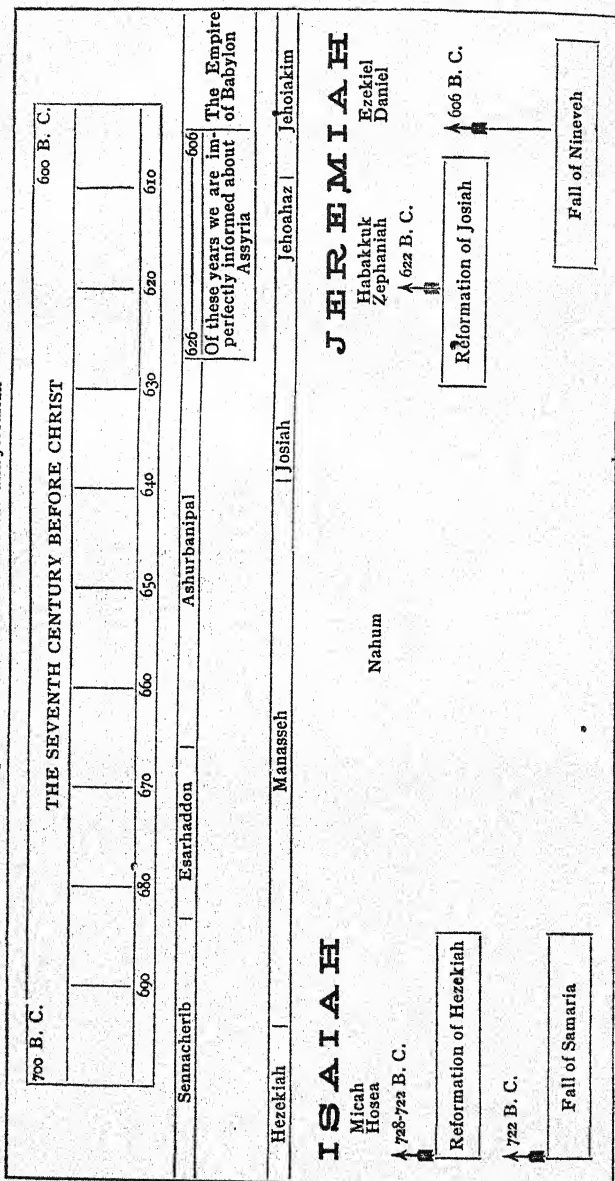 THE SEVENTH CENTURY BEFORE CHRIST
700 B. C.
600 B. C.
690
680
670
660
650
640
630
620
610
Sennacherib
Esarhaddon
Ashurbanipal
626
606
Of these years we are im-
perfectly informed about
Assyria
The Empire
of Babylon
Hezekiah
Manasseh
Josiah
Jehoahaz
Jehoiakim
ISAIAH
JEREMIAH
Micah
Hosea
Nahum
Habakkuk
Zephaniah
Ezekiel
Daniel
728-722 B. C.
622 B. C.
606 B. C.
Reformation of Hezekiah
Reformation of Josiah
722 B. C.
Fall of Samaria
Fall of Nineveh